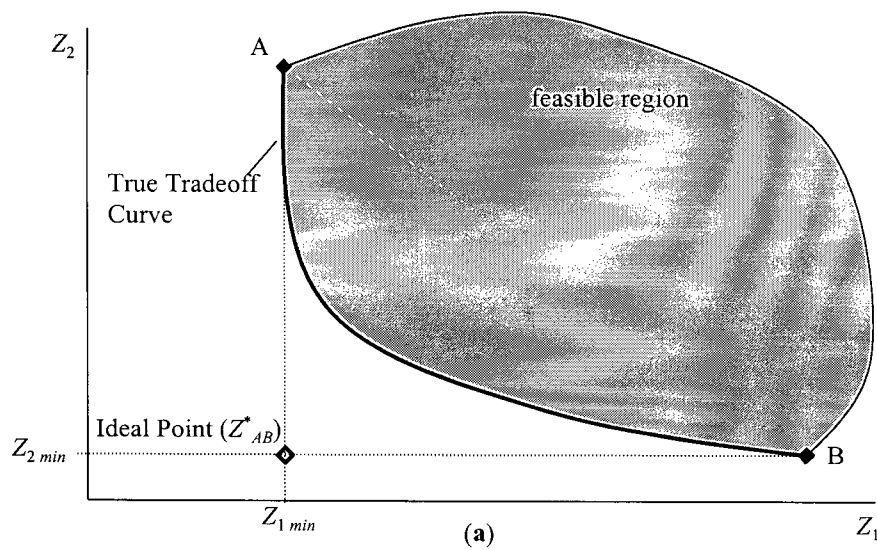 Z2
A
feasible region
True Tradeoff
Curve
Ideal Point (Z*AB)
Z2 min
B
Z1 min
(a)
Z1